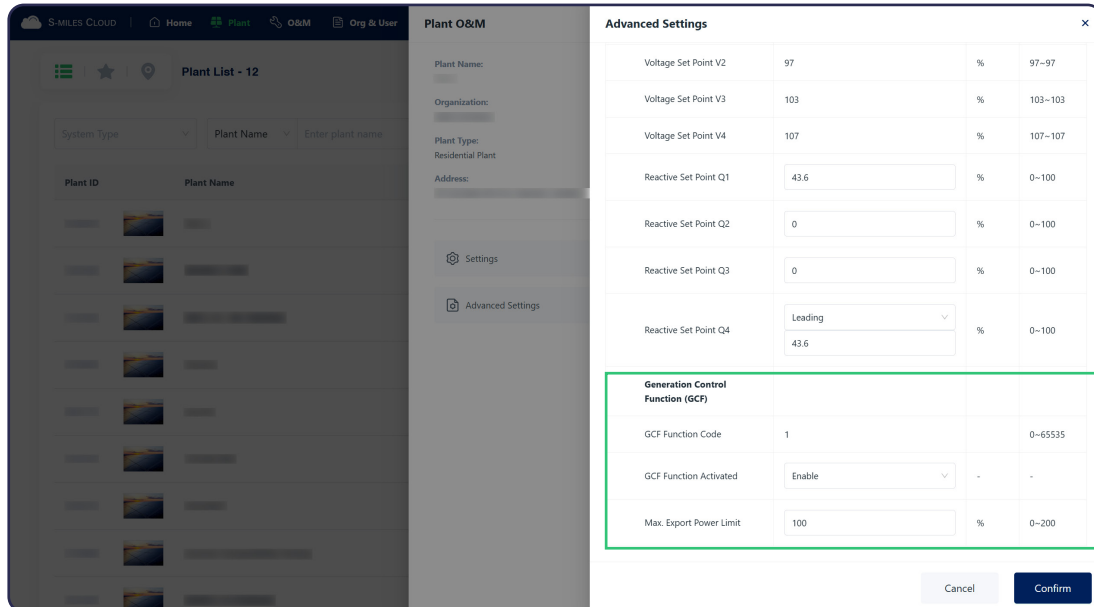 S-MILES CLOUD
Home
Plant
O&M
Org & User
Plant List - 12
System Type
Plant Name
Enter plant name
Plant ID
Plant Name
Plant O&M
Plant Name:
Organization:
Plant Type:
Residential Plant
Address:
Settings
Advanced Settings
Advanced Settings
Voltage Set Point V2 97 % 97~97
Voltage Set Point V3 103 % 103~103
Voltage Set Point V4 107 % 107~107
Reactive Set Point Q1 43.6 % 0~100
Reactive Set Point Q2 0 % 0~100
Reactive Set Point Q3 0 % 0~100
Leading
Reactive Set Point Q4 % 0~100
43.6
Generation Control
Function (GCF)
GCF Function Code 1 0~65535
GCF Function Activated Enable - -
Max. Export Power Limit 100 % 0~200
Cancel
Confirm